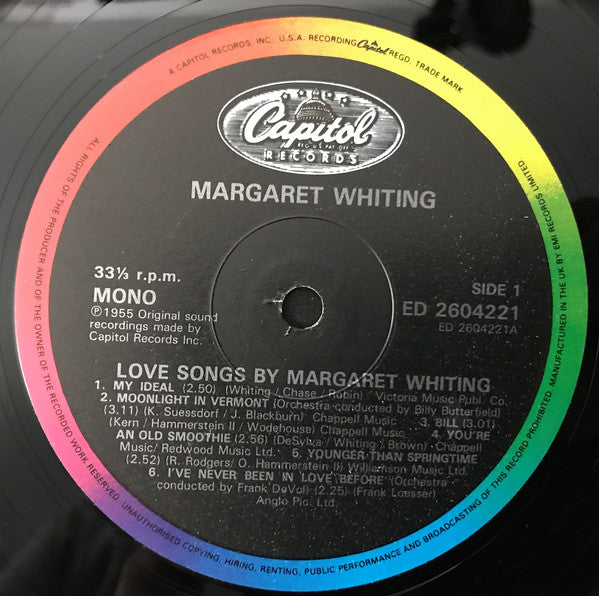 A CAPITOL RECORDS, INC., U.S.A. RECORDING Capitol REGD. TRADE MARK
ALL RIGHTS OF THE PRODUCER AND OF THE OWNER OF THE RECORDED WORK RESERVED. UNAUTHORISED COPYING, HIRING, RENTING, PUBLIC PERFORMANCE AND BROADCASTING OF THIS RECORD PROHIBITED. MANUFACTURED IN THE UK BY EMI RECORDS LIMITED
Capitol
RECORDS
MARGARET WHITING
33⅓ r.p.m.
MONO
℗1955 Original sound
recordings made by
Capitol Records Inc.
SIDE 1
ED 2604221
ED 2604221A
LOVE SONGS BY MARGARET WHITING
1. MY IDEAL (2.50) (Whiting / Chase / Robin) Victoria Music Publ. Co.
2. MOONLIGHT IN VERMONT (Orchestra conducted by Billy Butterfield)
(3.11) (K. Suessdorf / J. Blackburn) Chappell Music / 3. BILL (3.01)
(Kern / Hammerstein II / Wodehouse) Chappell Music 4. YOU'RE
AN OLD SMOOTHIE (2.56) (DeSylva / Whiting / Brown) Chappell
Music/ Redwood Music Ltd. 5. YOUNGER THAN SPRINGTIME
(2.52) (R. Rodgers/ O. Hammerstein II) Williamson Music Ltd.
6. I'VE NEVER BEEN IN LOVE BEFORE (Orchestra
conducted by Frank DeVol) (2.25) (Frank Loesser)
Anglo Pic. Ltd.